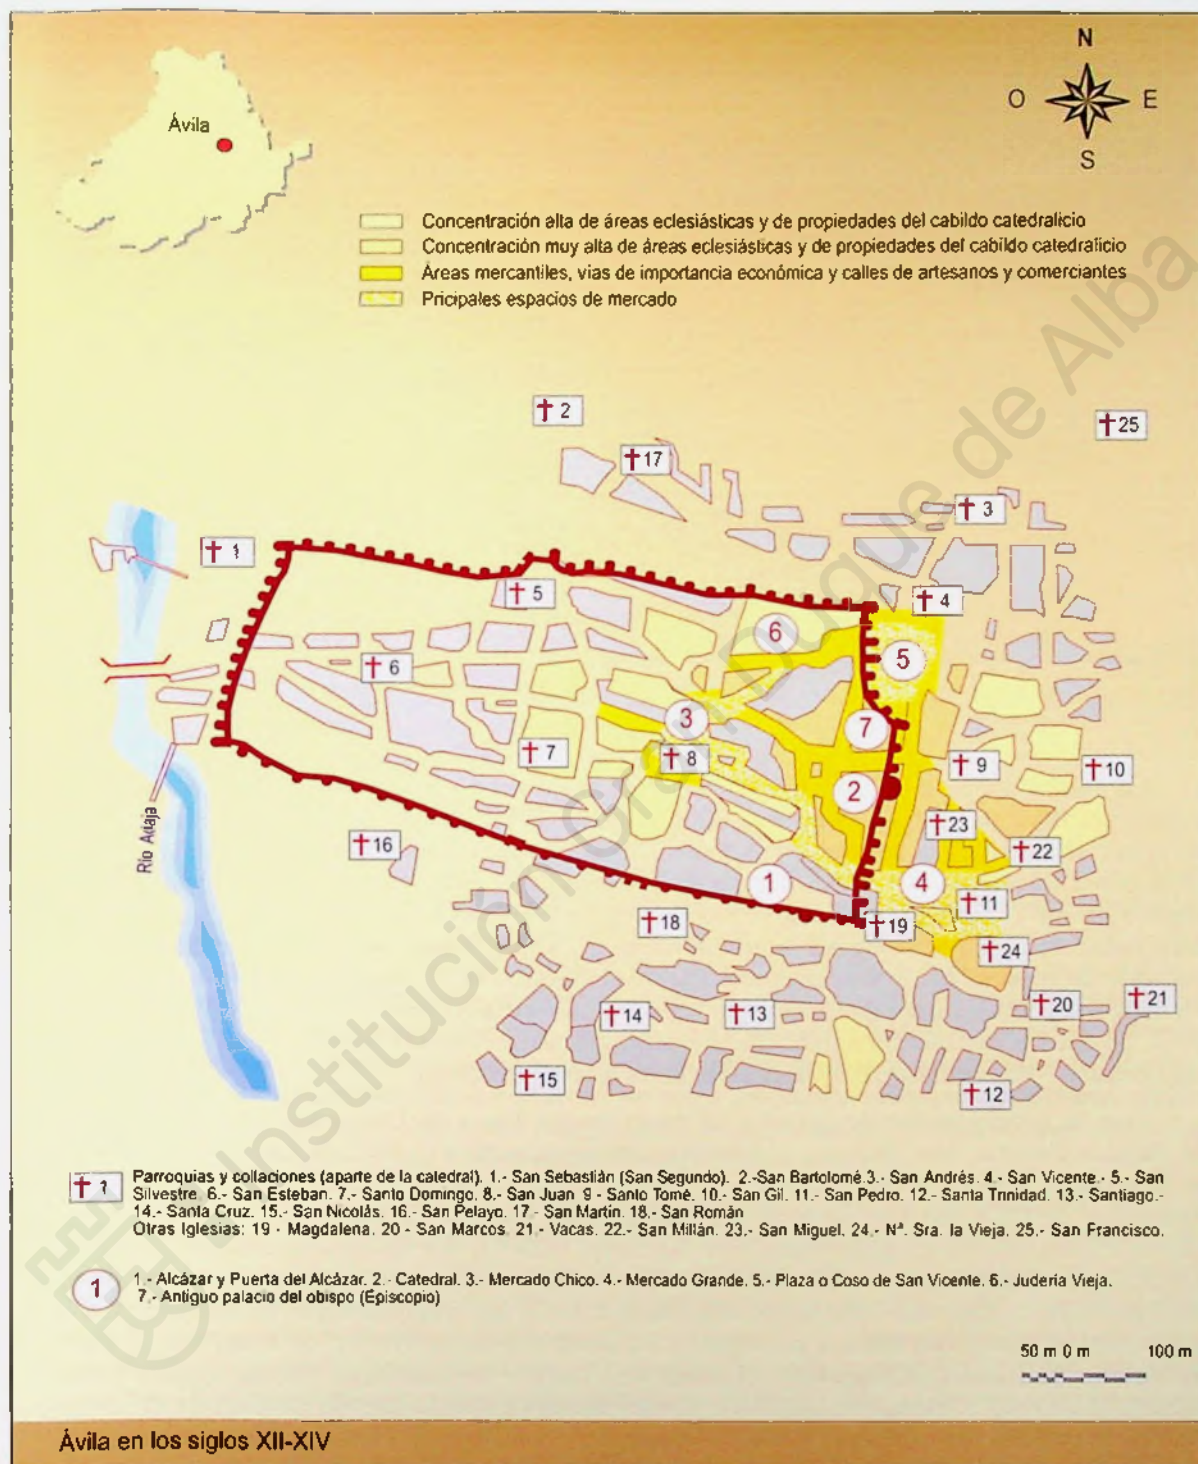 N
O E
S
Ávila
Concentración alta de áreas eclesiásticas y de propiedades del cabildo catedralicio
Concentración muy alta de áreas eclesiásticas y de propiedades del cabildo catedralicio
Áreas mercantiles, vías de importancia económica y calles de artesanos y comerciantes
Pricipales espacios de mercado
2
25
17
3
1
5
4
6
6
5
3
7
7
8
9
10
2
23
16
22
1
4
11
18
19
24
20
21
14
13
15
12
Río Adaja
1 Parroquias y collaciones (aparte de la catedral). 1.- San Sebastián (San Segundo). 2.-San Bartolomé.3.- San Andrés. 4.- San Vicente.- 5.- San
Silvestre. 6.- San Esteban. 7.- Santo Domingo. 8.- San Juan. 9 - Santo Tomé. 10.- San Gil. 11.- San Pedro. 12.- Santa Trinidad. 13.- Santiago.-
14.- Santa Cruz. 15.- San Nicolás. 16.- San Pelayo. 17.- San Martín. 18.- San Román
Otras Iglesias: 19 - Magdalena. 20 - San Marcos. 21.- Vacas. 22.- San Millán. 23.- San Miguel. 24.- Nª. Sra. la Vieja. 25.- San Francisco.
1 1.- Alcázar y Puerta del Alcázar. 2.- Catedral. 3.- Mercado Chico. 4.- Mercado Grande. 5.- Plaza o Coso de San Vicente. 6.- Judería Vieja.
7.- Antiguo palacio del obispo (Episcopio)
50 m 0 m 100 m
Ávila en los siglos XII-XIV
Institución Gran Duque de Alba